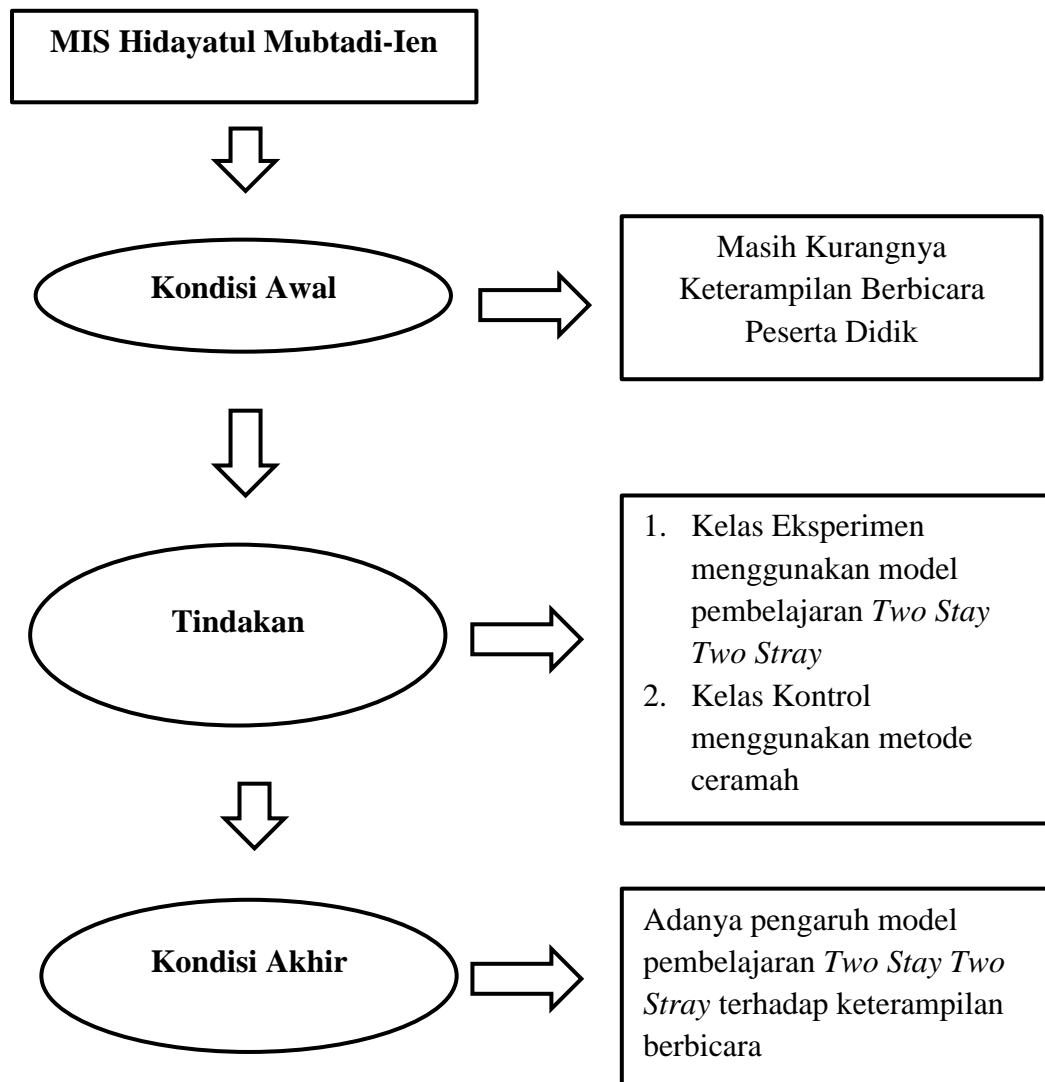 MIS Hidayatul Mubtadi-Ien
Kondisi Awal
Masih Kurangnya
Keterampilan Berbicara
Peserta Didik
Tindakan
1. Kelas Eksperimen
menggunakan model
pembelajaran Two Stay
Two Stray
2. Kelas Kontrol
menggunakan metode
ceramah
Kondisi Akhir
Adanya pengaruh model
pembelajaran Two Stay Two
Stray terhadap keterampilan
berbicara